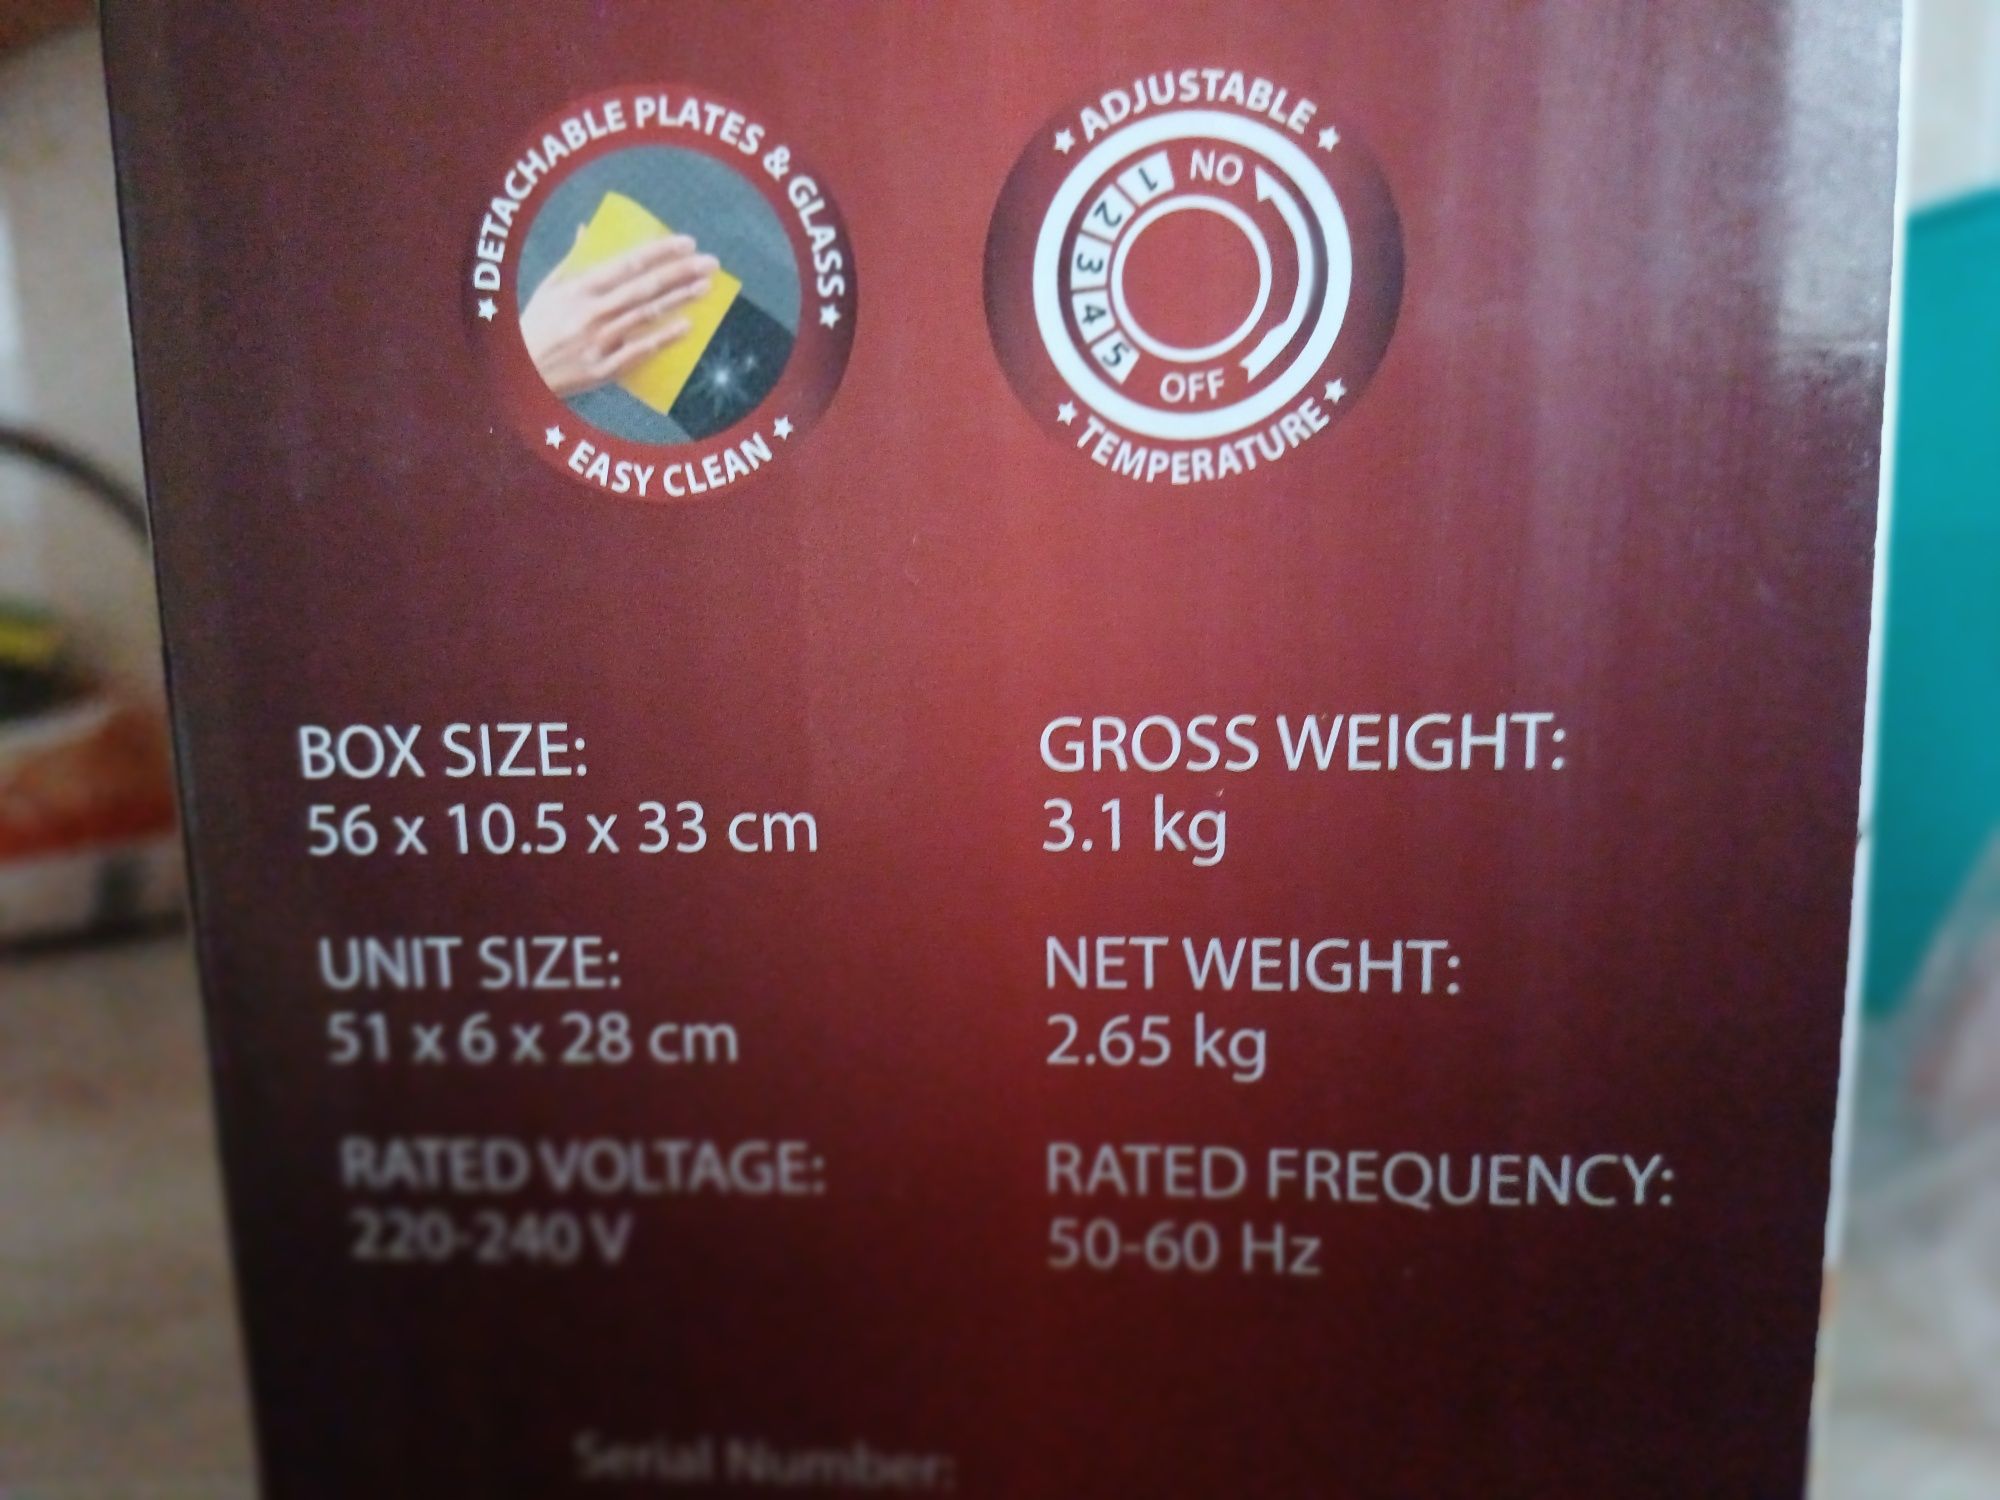 DETACHABLE PLATES & GLASS
EASY CLEAN
ADJUSTABLE
NO
1
2
3
4
5
OFF
TEMPERATURE
BOX SIZE:
56 x 10.5 x 33 cm
GROSS WEIGHT:
3.1 kg
UNIT SIZE:
51 x 6 x 28 cm
NET WEIGHT:
2.65 kg
RATED VOLTAGE:
220-240 V
RATED FREQUENCY:
50-60 Hz
Serial Number: